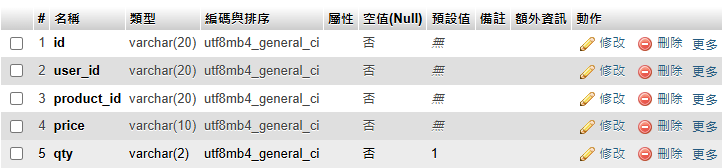 # 名稱 類型 編碼與排序 屬性 空值(Null) 預設值 備註 額外資訊 動作
1 id varchar(20) utf8mb4_general_ci 否 無 修改 刪除 更多
2 user_id varchar(20) utf8mb4_general_ci 否 無 修改 刪除 更多
3 product_id varchar(20) utf8mb4_general_ci 否 無 修改 刪除 更多
4 price varchar(10) utf8mb4_general_ci 否 無 修改 刪除 更多
5 qty varchar(2) utf8mb4_general_ci 否 1 修改 刪除 更多